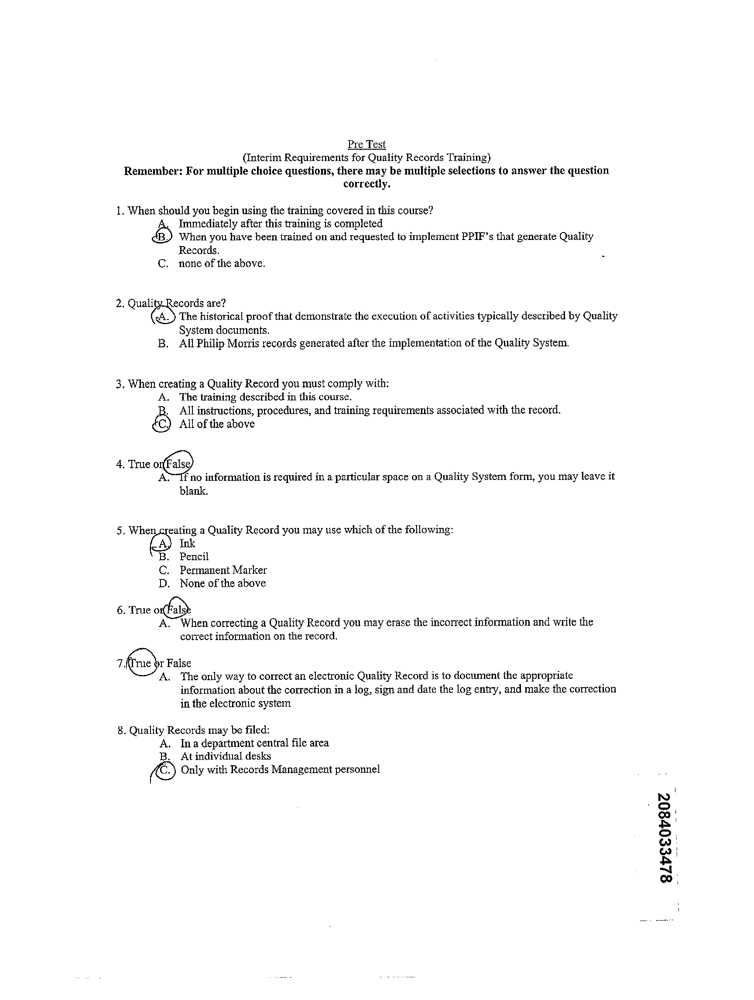 Pre Test
(Interim Requirements for Quality Records Training)
Remember: For multiple choice questions, there may be multiple selections to answer the question
correctly.
1. When should you begin using the training covered in this course?
A. Immediately after this training is completed
B. When you have been trained on and requested to implement PPIF's that generate Quality
Records.
C. none of the above.
2. Quality Records are?
A. The historical proof that demonstrate the execution of activities typically described by Quality
System documents.
B. All Philip Morris records generated after the implementation of the Quality System.
3. When creating a Quality Record you must comply with:
A. The training described in this course.
B. All instructions, procedures, and training requirements associated with the record.
C. All of the above
4. True or False
A. If no information is required in a particular space on a Quality System form, you may leave it
blank.
5. When creating a Quality Record you may use which of the following:
A. Ink
B. Pencil
C. Permanent Marker
D. None of the above
6. True or False
A. When correcting a Quality Record you may erase the incorrect information and write the
correct information on the record.
7. True or False
A. The only way to correct an electronic Quality Record is to document the appropriate
information about the correction in a log, sign and date the log entry, and make the correction
in the electronic system
8. Quality Records may be filed:
A. In a department central file area
B. At individual desks
C. Only with Records Management personnel
2084033478